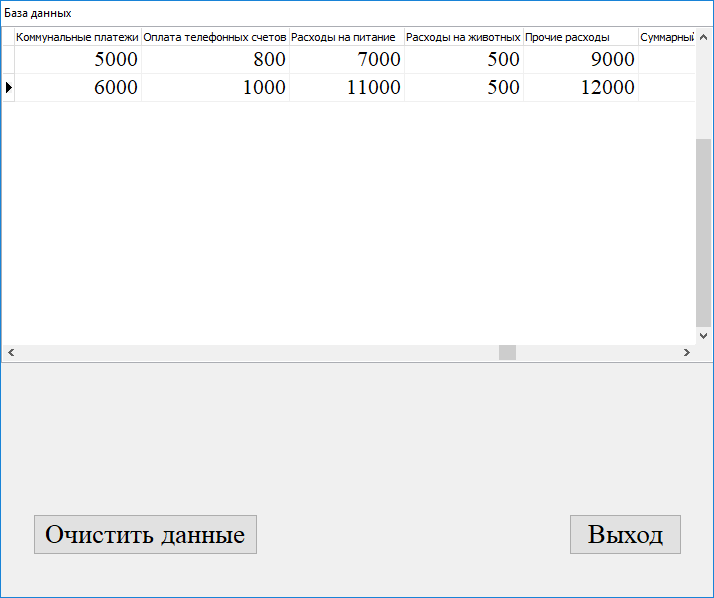 База данных
Коммунальные платежи Оплата телефонных счетов Расходы на питание Расходы на животных Прочие расходы Суммарный
5000 800 7000 500 9000
6000 1000 11000 500 12000
Очистить данные Выход